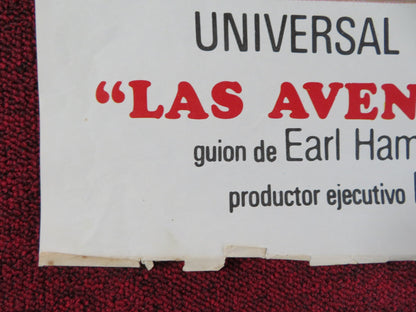 UNIVERSAL
“LAS AVEN
guion de Earl Ham
productor ejecutivo